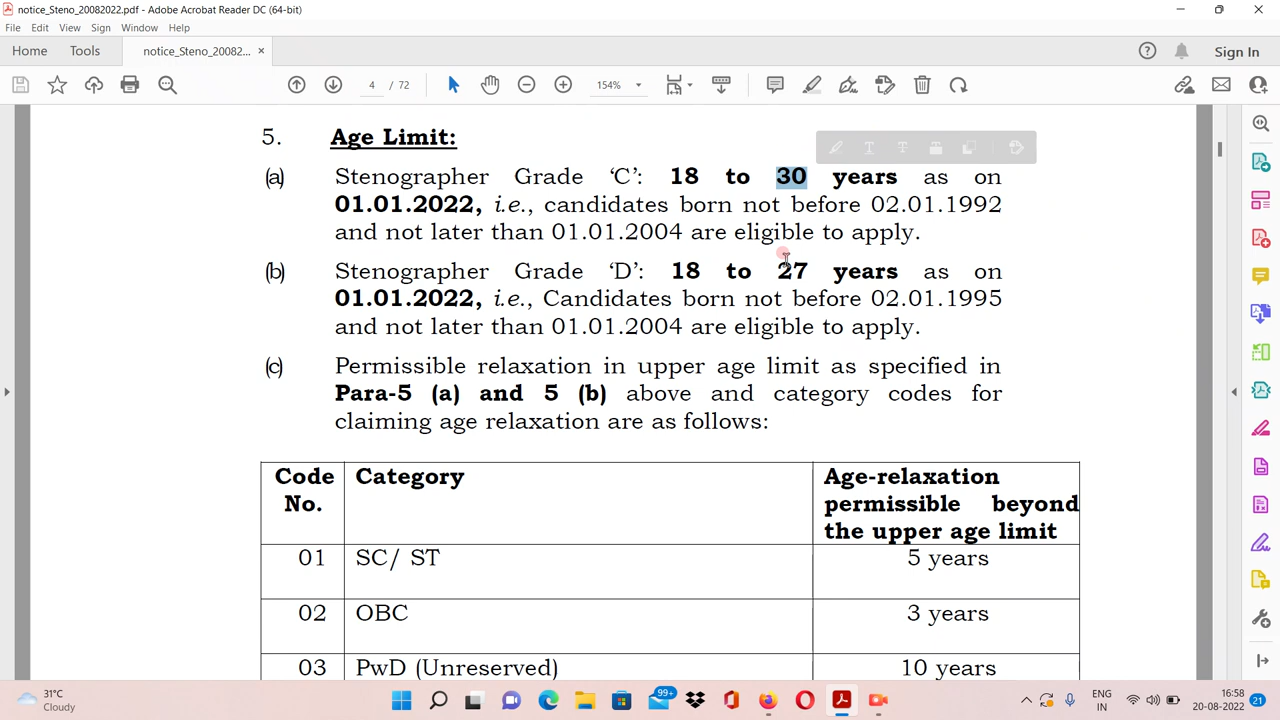 notice_Steno_20082022.pdf - Adobe Acrobat Reader DC (64-bit)
File Edit View Sign Window Help
Home Tools notice_Steno_20082... × Sign In
4 / 72 154%
5. Age Limit:
(a) Stenographer Grade ‘C’: 18 to 30 years as on
01.01.2022, i.e., candidates born not before 02.01.1992
and not later than 01.01.2004 are eligible to apply.
(b) Stenographer Grade ‘D’: 18 to 27 years as on
01.01.2022, i.e., Candidates born not before 02.01.1995
and not later than 01.01.2004 are eligible to apply.
(c) Permissible relaxation in upper age limit as specified in
Para-5 (a) and 5 (b) above and category codes for
claiming age relaxation are as follows:
Code Category Age-relaxation
No. permissible beyond
the upper age limit
01 SC/ ST 5 years
02 OBC 3 years
03 PwD (Unreserved) 10 years
31°C
Cloudy
99+
ENG
IN
16:58
20-08-2022
21